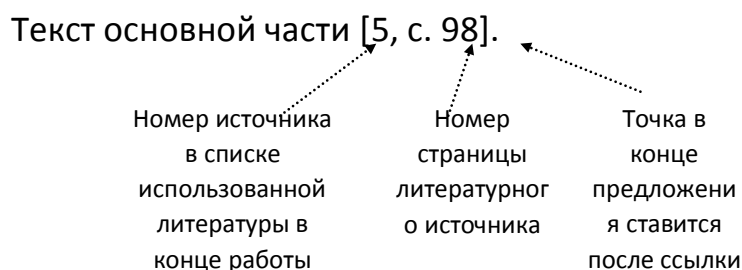 Текст основной части [5, с. 98].
Номер источника
в списке
использованной
литературы в
конце работы
Номер
страницы
литературног
о источника
Точка в
конце
предложени
я ставится
после ссылки